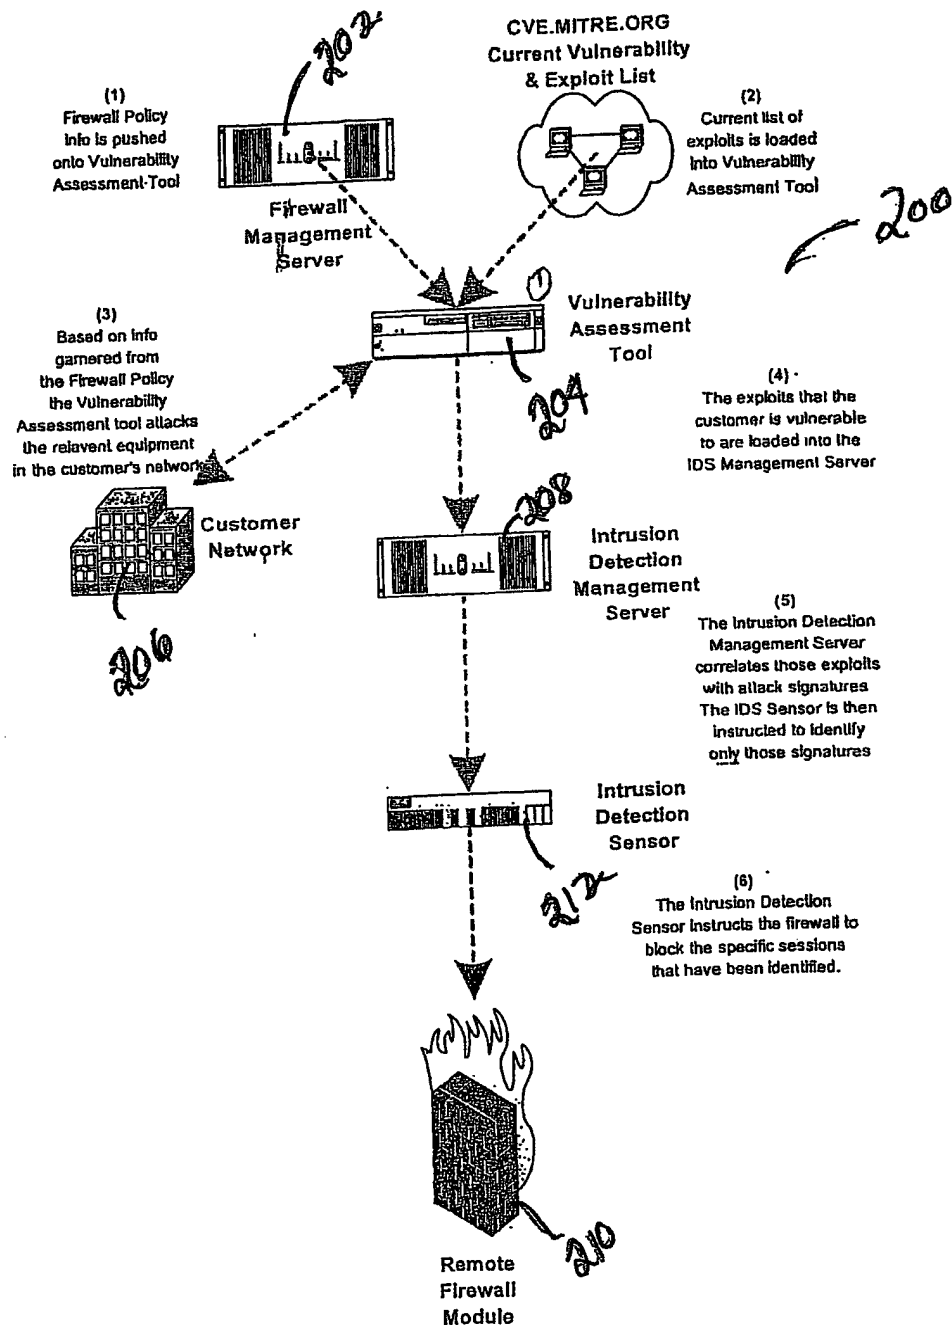 202
CVE.MITRE.ORG
Current Vulnerability
& Exploit List
(1)
Firewall Policy
info is pushed
onto Vulnerability
Assessment Tool
(2)
Current list of
exploits is loaded
into Vulnerability
Assessment Tool
Firewall
Management
Server
200
1
Vulnerability
Assessment
Tool
(3)
Based on info
garnered from
the Firewall Policy
the Vulnerability
Assessment tool attacks
the relavent equipment
in the customer's network
204
(4)
The exploits that the
customer is vulnerable
to are loaded into the
IDS Management Server
Customer
Network
206
208
Intrusion
Detection
Management
Server
(5)
The Intrusion Detection
Management Server
correlates those exploits
with attack signatures
The IDS Sensor is then
instructed to identify
only those signatures
Intrusion
Detection
Sensor
212
(6)
The Intrusion Detection
Sensor instructs the firewall to
block the specific sessions
that have been identified.
210
Remote
Firewall
Module